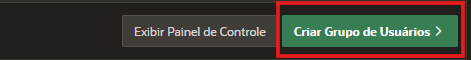 Exibir Painel de Controle
Criar Grupo de Usuários